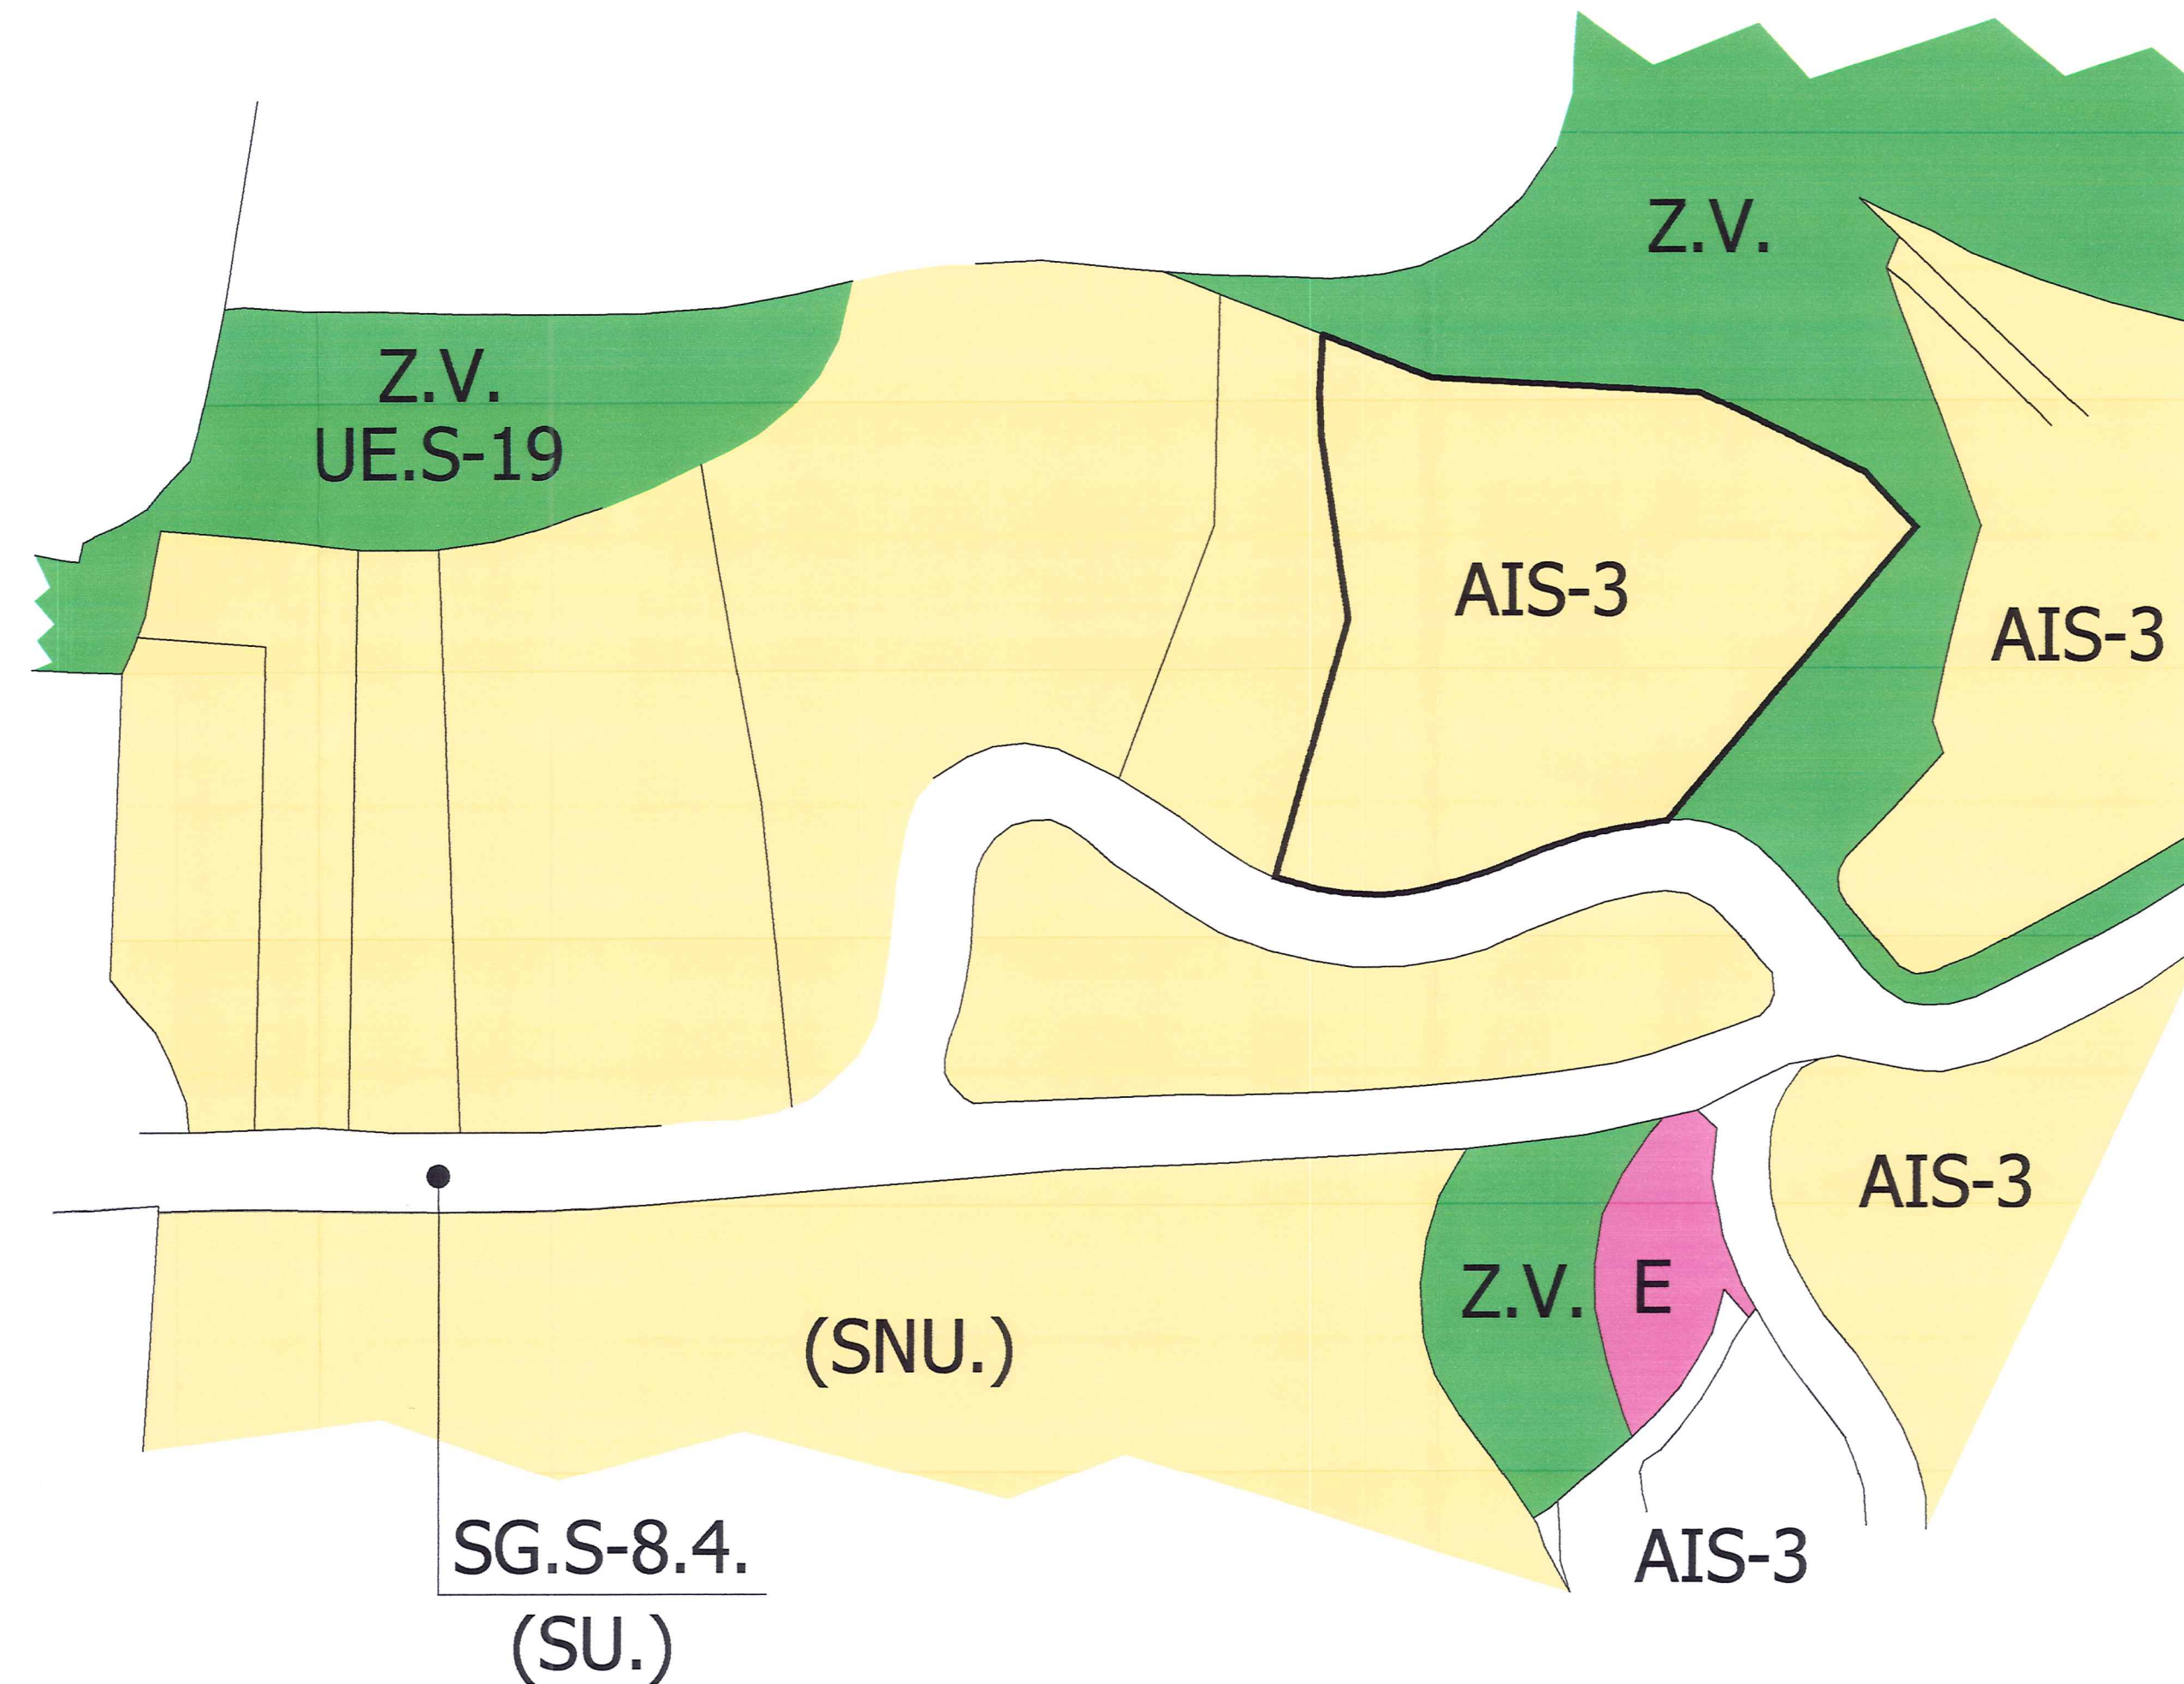 Z.V.
Z.V.
UE.S-19
AIS-3
AIS-3
AIS-3
Z.V.
E
(SNU.)
SG.S-8.4.
(SU.)
AIS-3